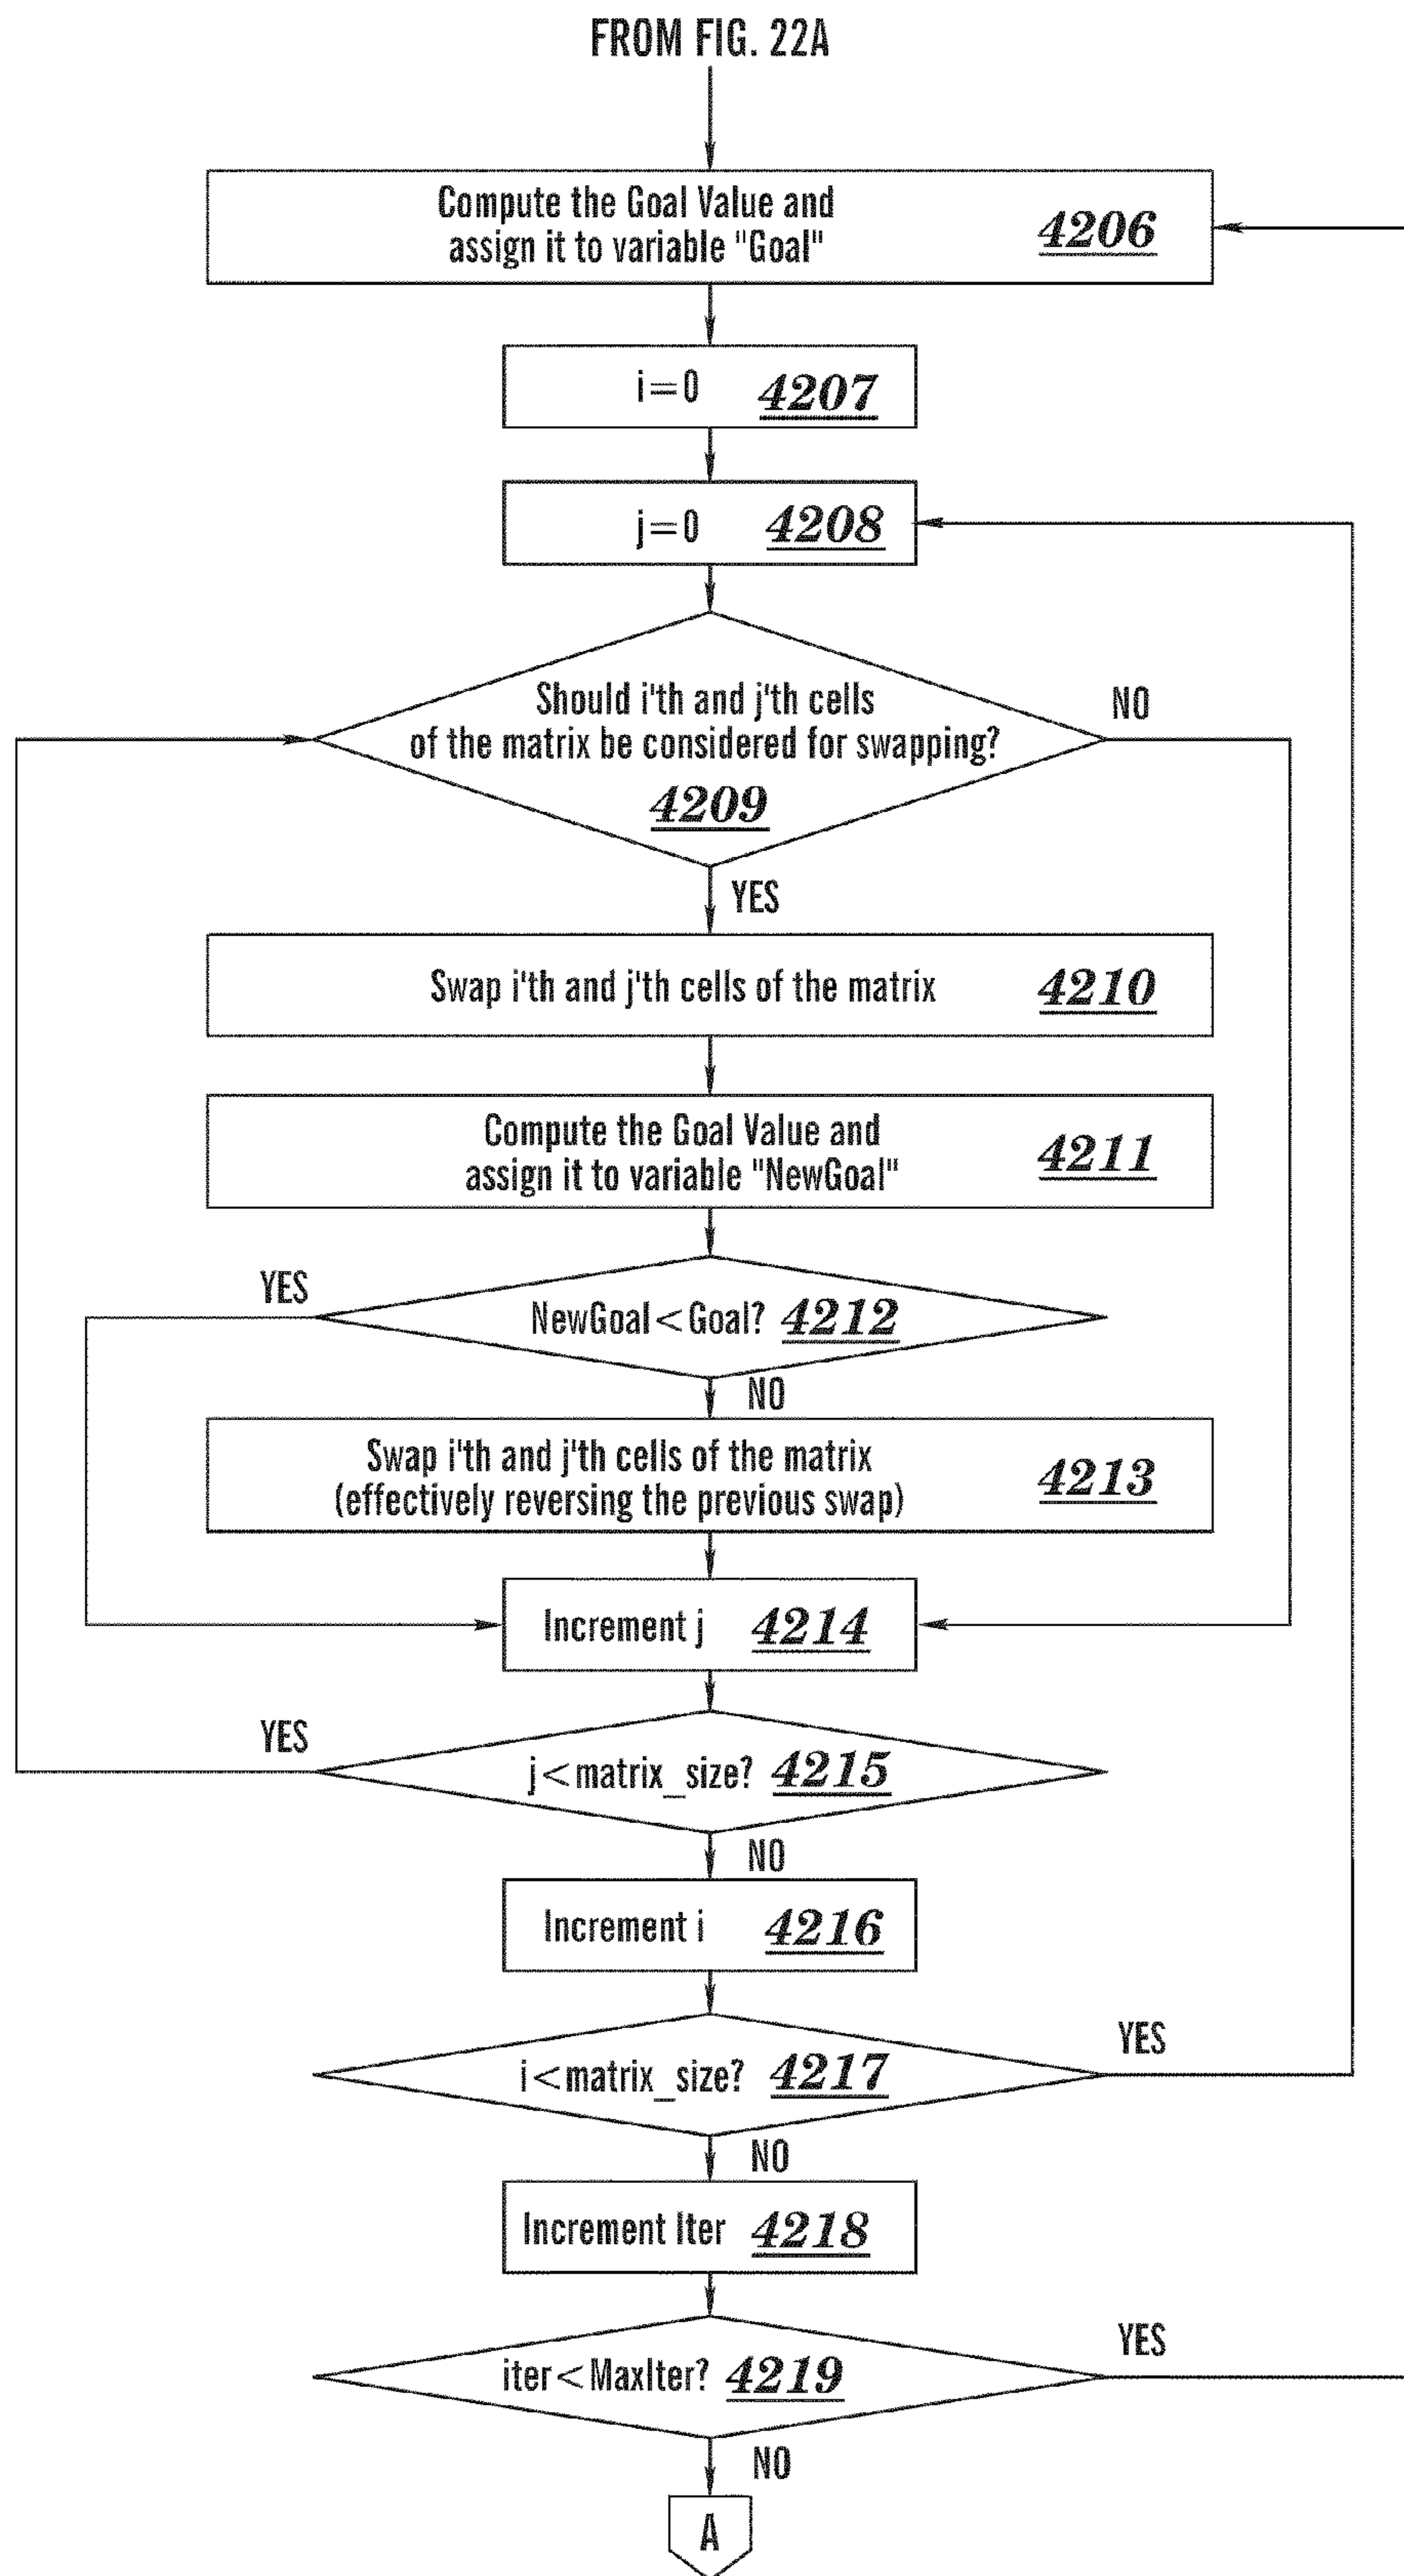 FROM FIG. 22A
Compute the Goal Value and
assign it to variable "Goal"
4206
i=0 4207
j=0 4208
Should i'th and j'th cells
of the matrix be considered for swapping?
4209
NO
YES
Swap i'th and j'th cells of the matrix 4210
Compute the Goal Value and
assign it to variable "NewGoal"
4211
YES
NewGoal<Goal? 4212
NO
Swap i'th and j'th cells of the matrix
(effectively reversing the previous swap)
4213
Increment j 4214
YES
j<matrix_size? 4215
NO
Increment i 4216
YES
i<matrix_size? 4217
NO
Increment Iter 4218
YES
iter<MaxIter? 4219
NO
A